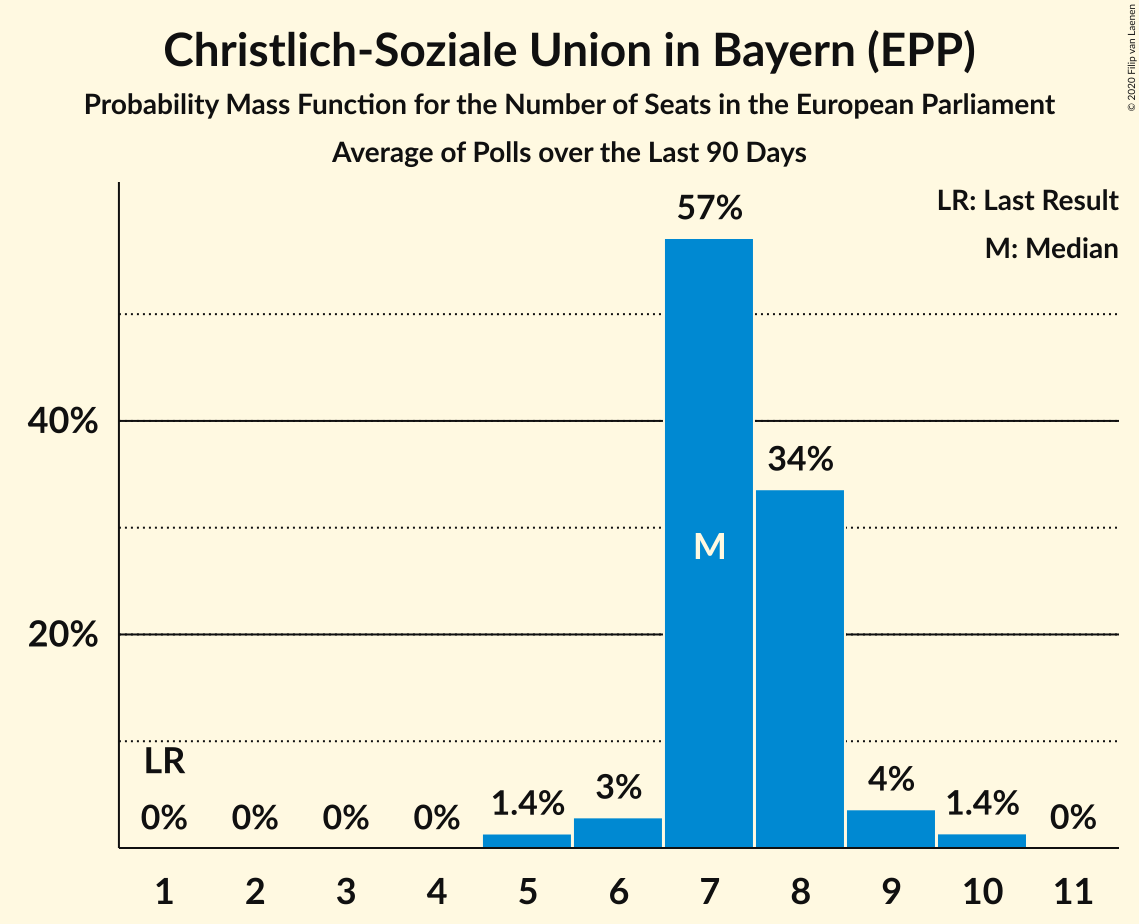 Christlich-Soziale Union in Bayern (EPP)
Probability Mass Function for the Number of Seats in the European Parliament
Average of Polls over the Last 90 Days
© 2020 Filip van Laenen
LR: Last Result
M: Median
57%
40%
34%
M
20%
LR
0% 0% 0% 0% 1.4% 3% 4% 1.4% 0%
1 2 3 4 5 6 7 8 9 10 11